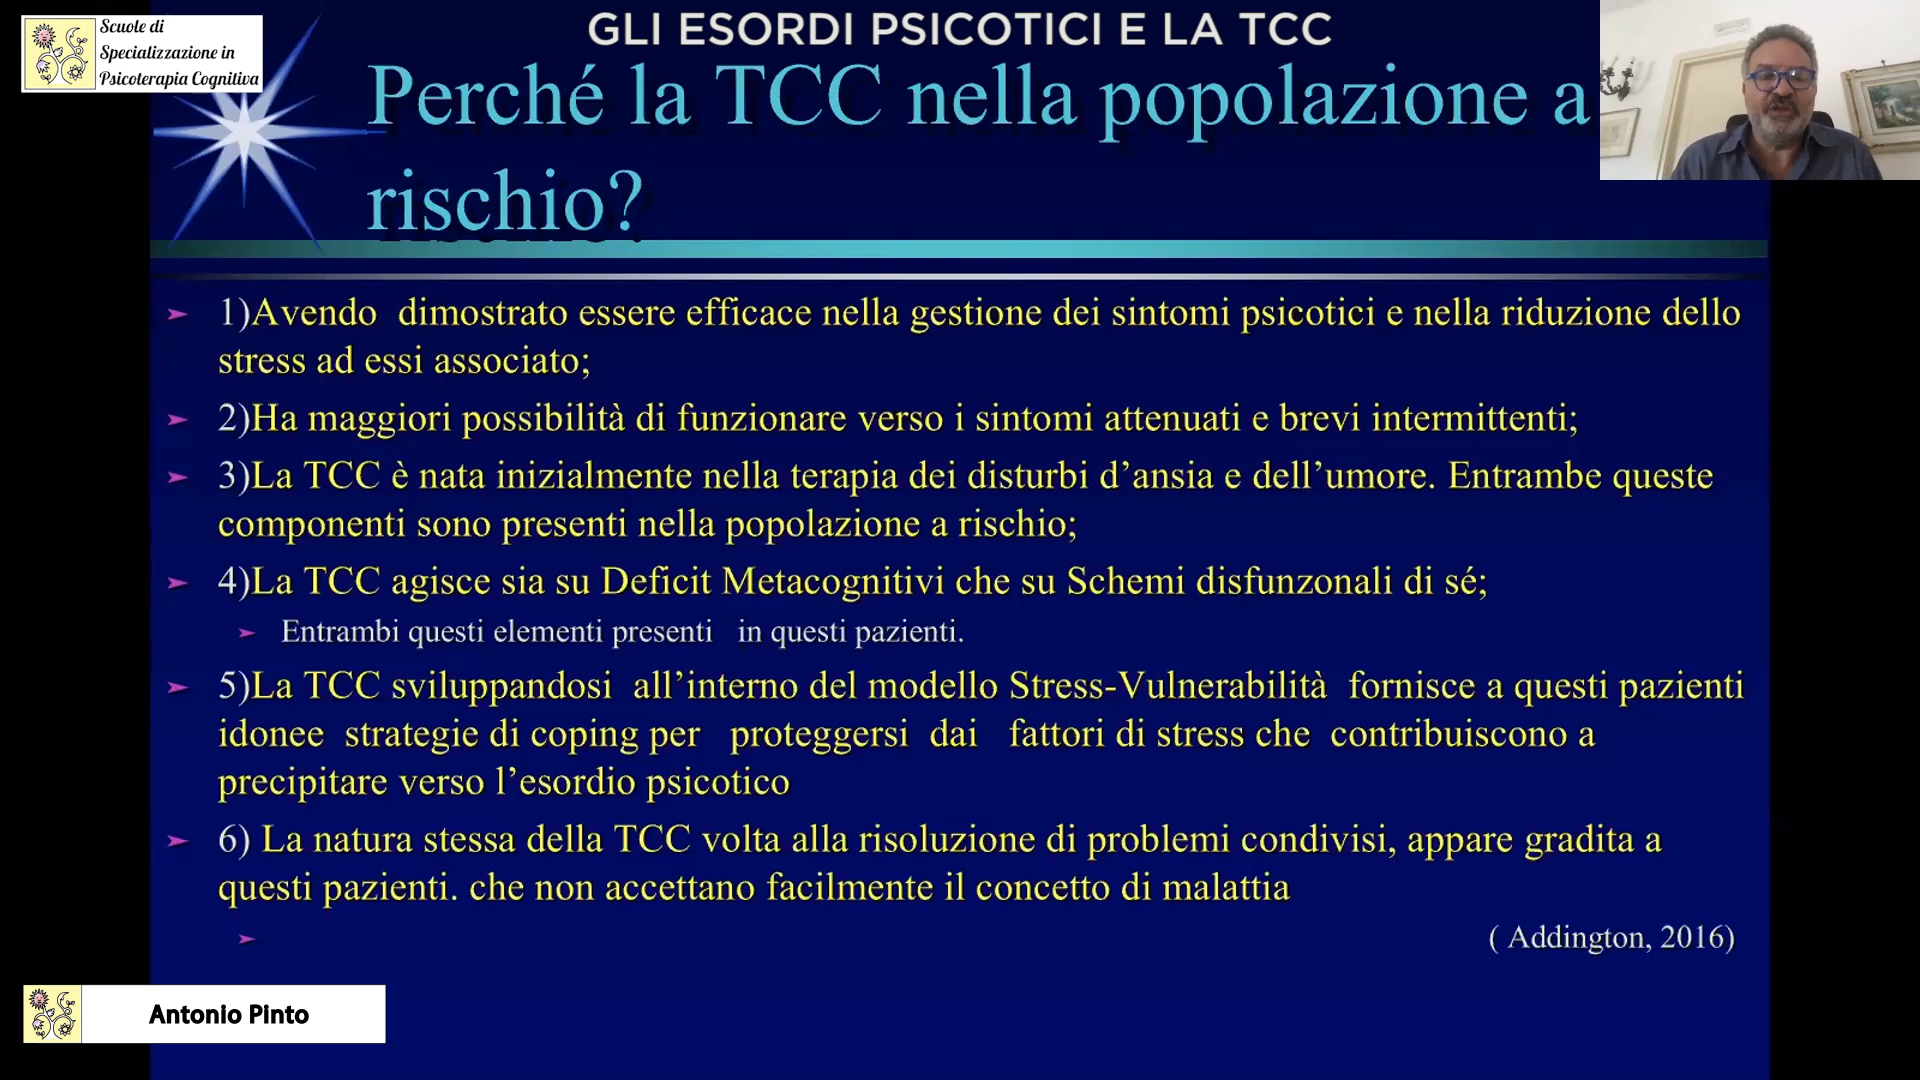 Scuole di
Specializzazione in
Psicoterapia Cognitiva
GLI ESORDI PSICOTICI E LA TCC
Perché la TCC nella popolazione a
rischio?
1)Avendo dimostrato essere efficace nella gestione dei sintomi psicotici e nella riduzione dello
stress ad essi associato;
2)Ha maggiori possibilità di funzionare verso i sintomi attenuati e brevi intermittenti;
3)La TCC è nata inizialmente nella terapia dei disturbi d’ansia e dell’umore. Entrambe queste
componenti sono presenti nella popolazione a rischio;
4)La TCC agisce sia su Deficit Metacognitivi che su Schemi disfunzonali di sé;
Entrambi questi elementi presenti in questi pazienti.
5)La TCC sviluppandosi all’interno del modello Stress-Vulnerabilità fornisce a questi pazienti
idonee strategie di coping per proteggersi dai fattori di stress che contribuiscono a
precipitare verso l’esordio psicotico
6) La natura stessa della TCC volta alla risoluzione di problemi condivisi, appare gradita a
questi pazienti. che non accettano facilmente il concetto di malattia
( Addington, 2016)
Antonio Pinto